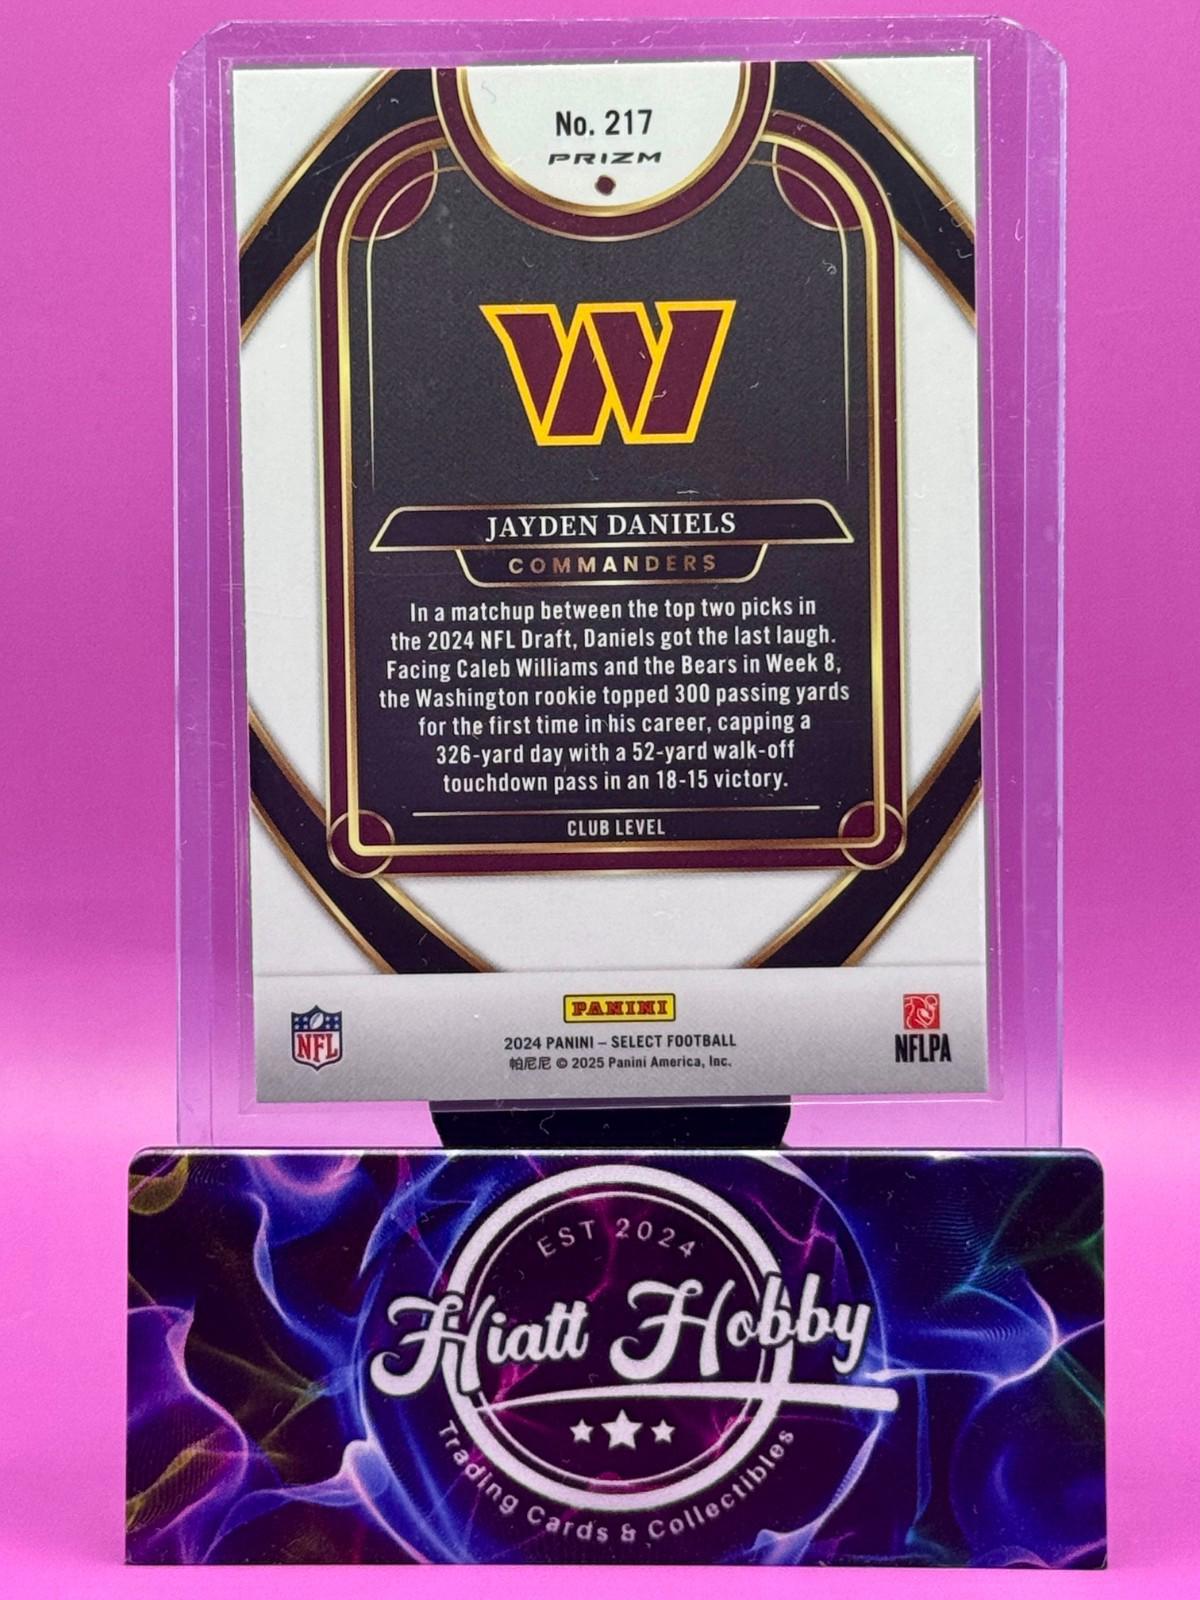 No. 217
PRIZM
W
JAYDEN DANIELS
COMMANDERS
In a matchup between the top two picks in
the 2024 NFL Draft, Daniels got the last laugh.
Facing Caleb Williams and the Bears in Week 8,
the Washington rookie topped 300 passing yards
for the first time in his career, capping a
326-yard day with a 52-yard walk-off
touchdown pass in an 18-15 victory.
CLUB LEVEL
NFL
PANINI
2024 PANINI – SELECT FOOTBALL
帕尼尼 © 2025 Panini America, Inc.
NFLPA
EST 2024
Hiatt Hobby
Trading Cards & Collectibles